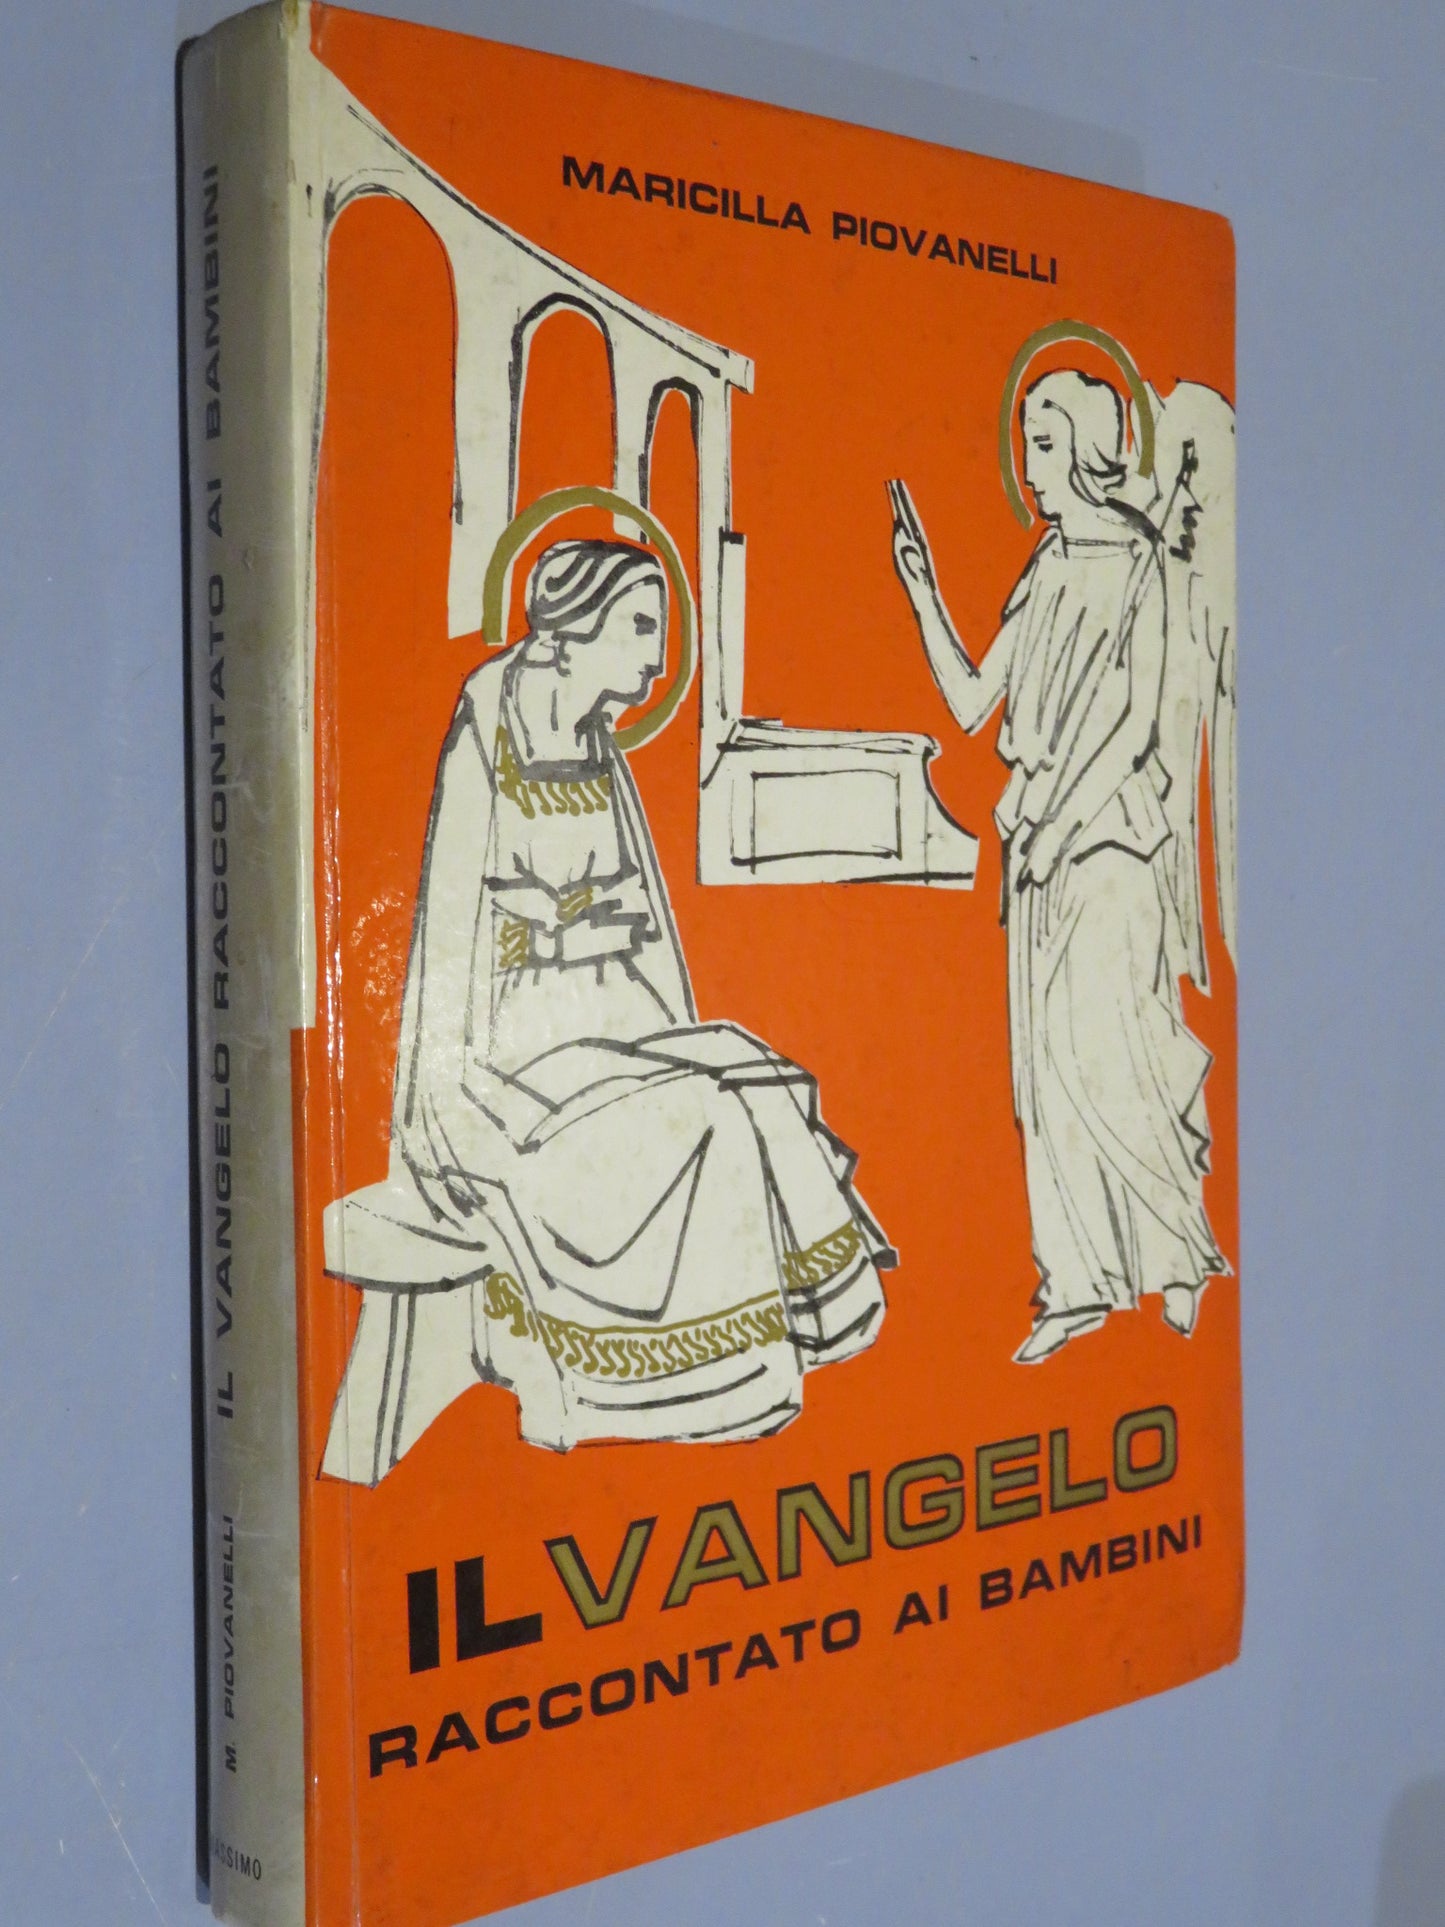 MARICILLA PIOVANELLI
IL VANGELO
RACCONTATO AI BAMBINI
M. PIOVANELLI IL VANGELO RACCONTATO AI BAMBINI